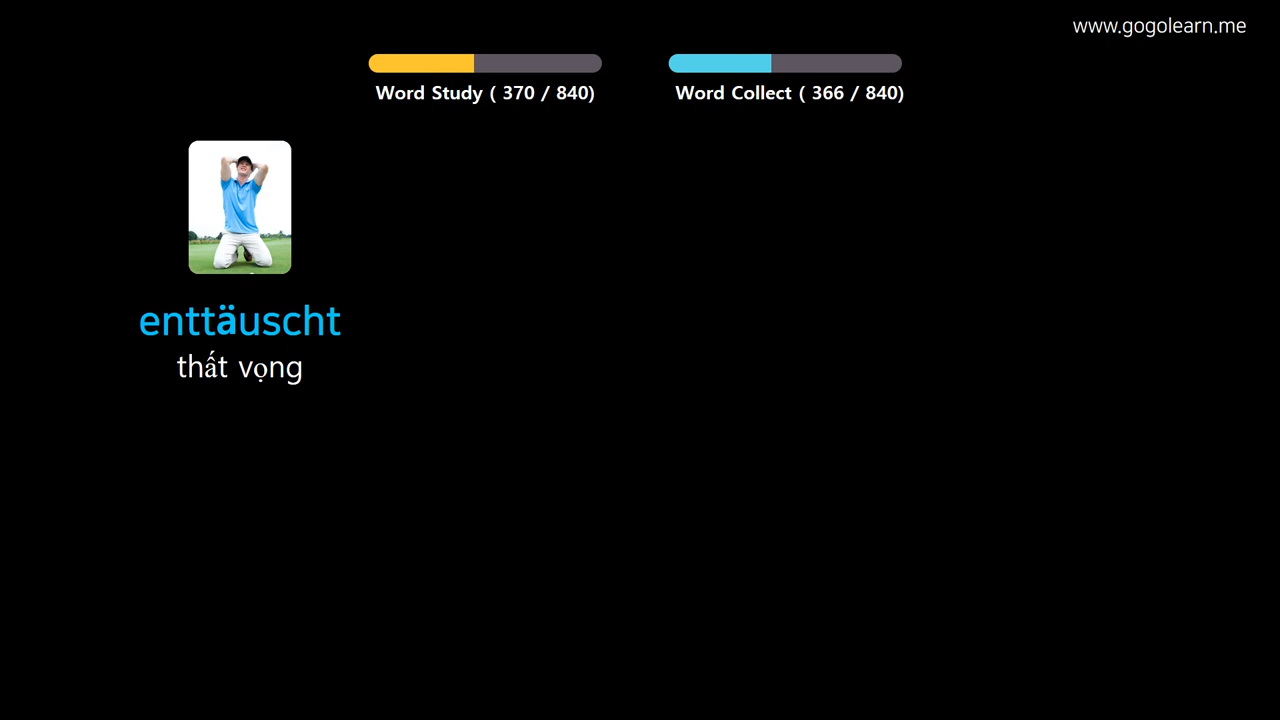 www.gogolearn.me
Word Study ( 370 / 840)
Word Collect ( 366 / 840)
enttäuscht
thất vọng